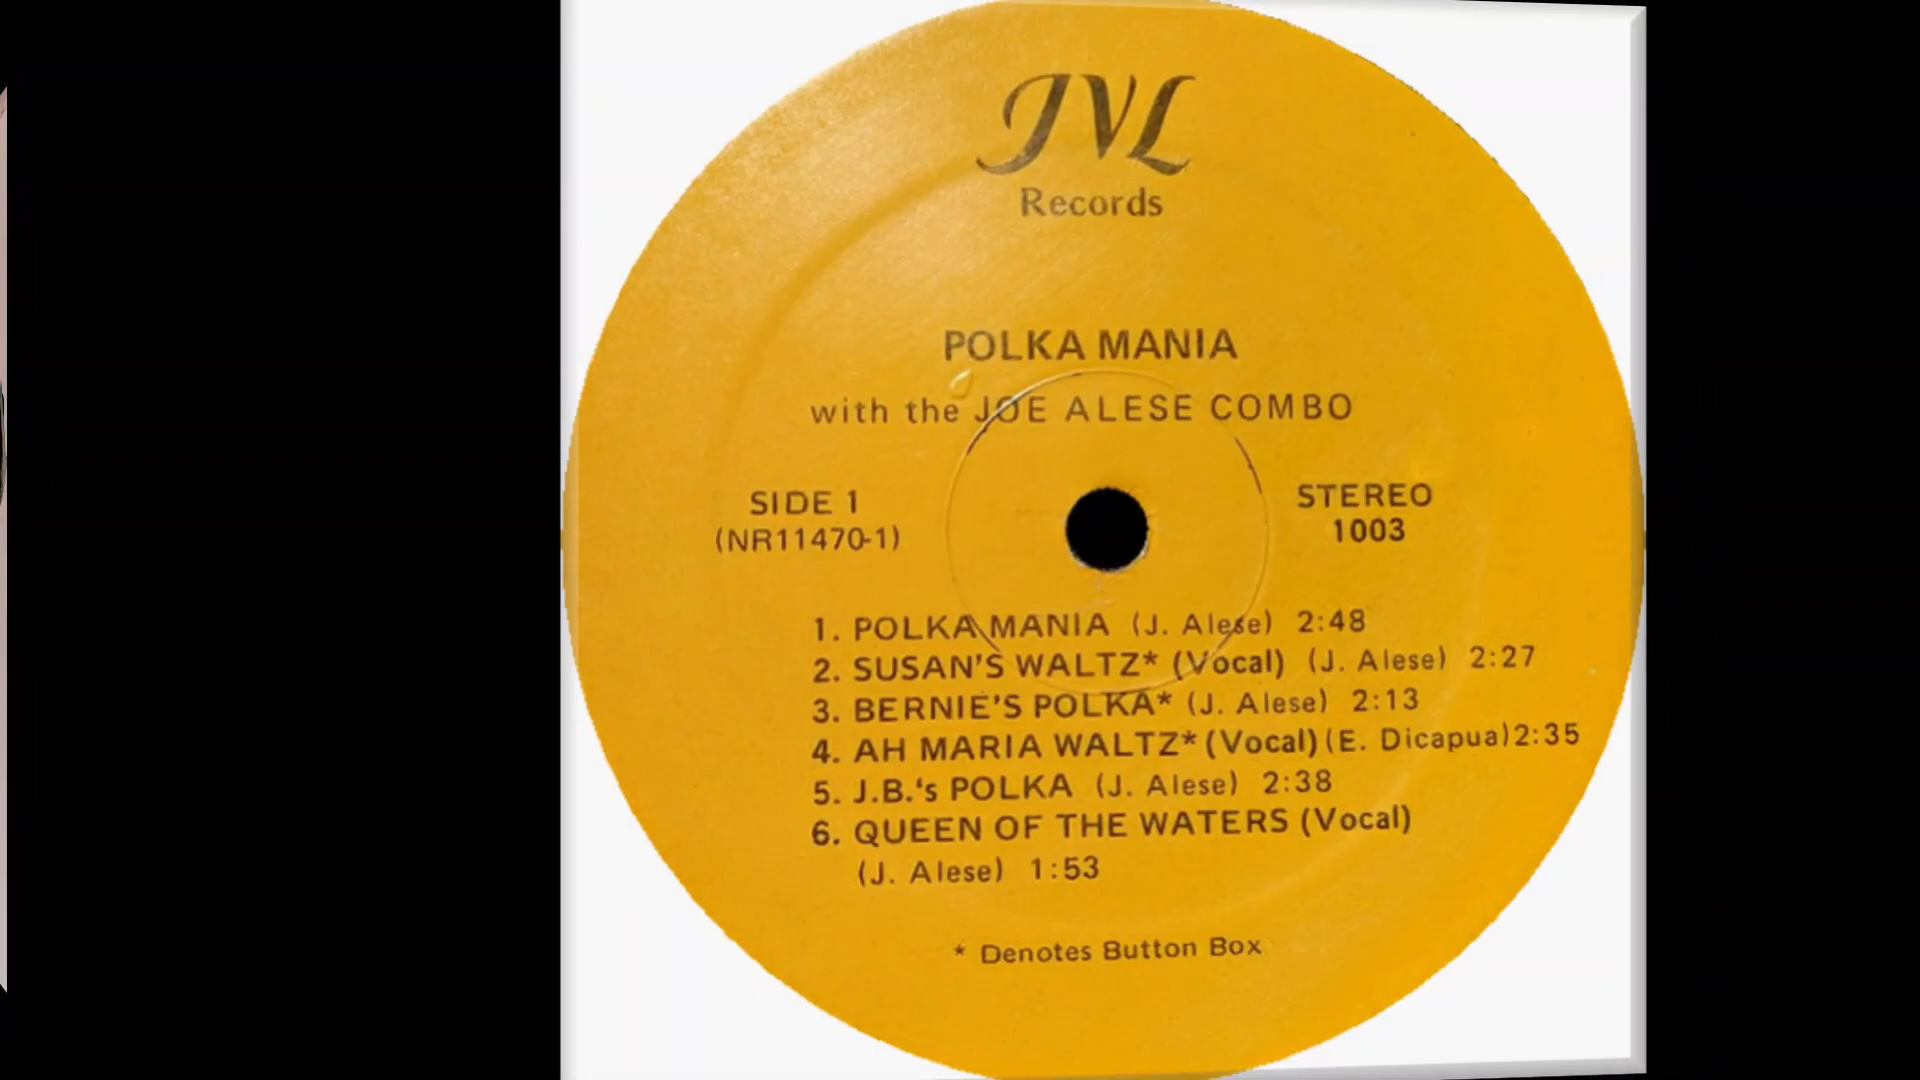 JVL
Records
POLKA MANIA
with the JOE ALESE COMBO
SIDE 1
(NR11470-1)
STEREO
1003
1. POLKA MANIA (J. Alese) 2:48
2. SUSAN'S WALTZ* (Vocal) (J. Alese) 2:27
3. BERNIE'S POLKA* (J. Alese) 2:13
4. AH MARIA WALTZ* (Vocal) (E. Dicapua) 2:35
5. J.B.'s POLKA (J. Alese) 2:38
6. QUEEN OF THE WATERS (Vocal)
(J. Alese) 1:53
* Denotes Button Box